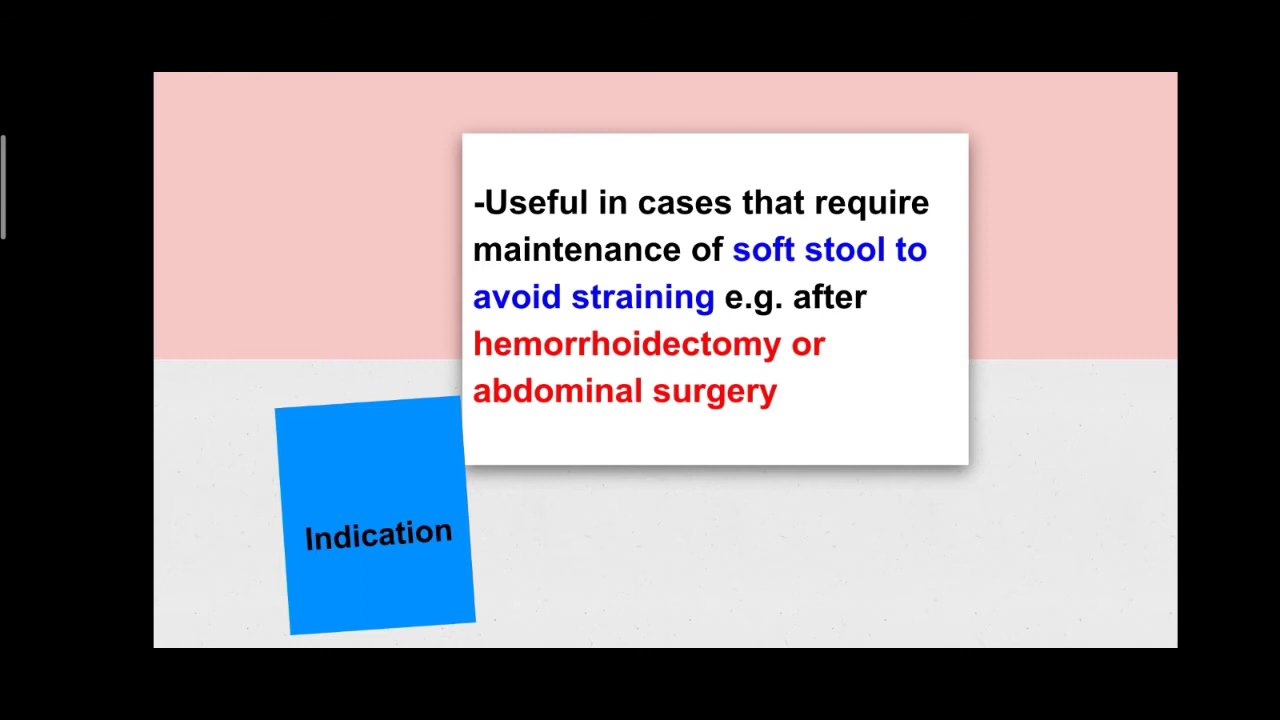 -Useful in cases that require
maintenance of soft stool to
avoid straining e.g. after
hemorrhoidectomy or
abdominal surgery
Indication